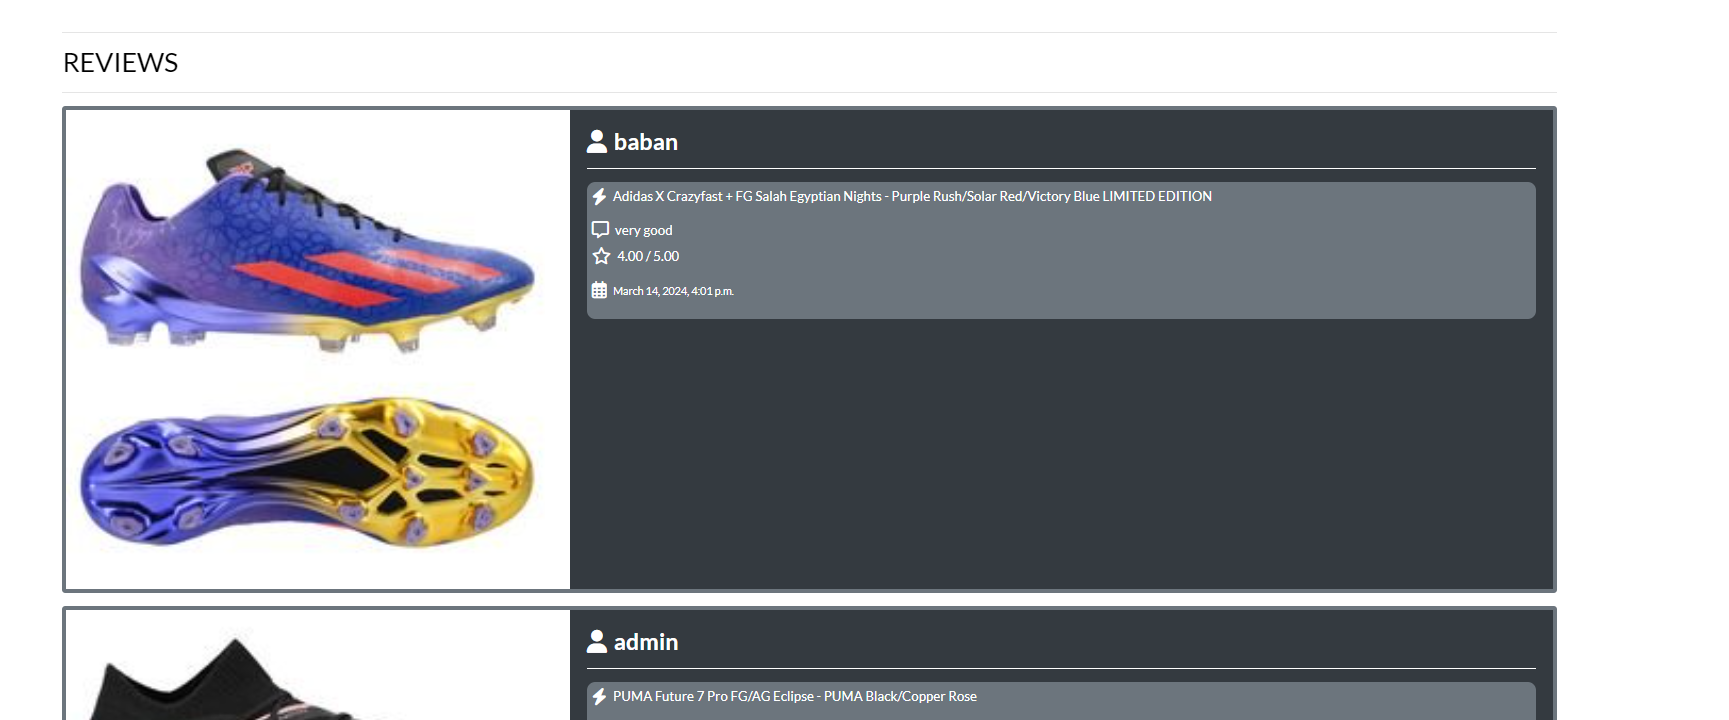 REVIEWS
baban
Adidas X Crazyfast + FG Salah Egyptian Nights - Purple Rush/Solar Red/Victory Blue LIMITED EDITION
very good
4.00 / 5.00
March 14, 2024, 4:01 p.m.
admin
PUMA Future 7 Pro FG/AG Eclipse - PUMA Black/Copper Rose